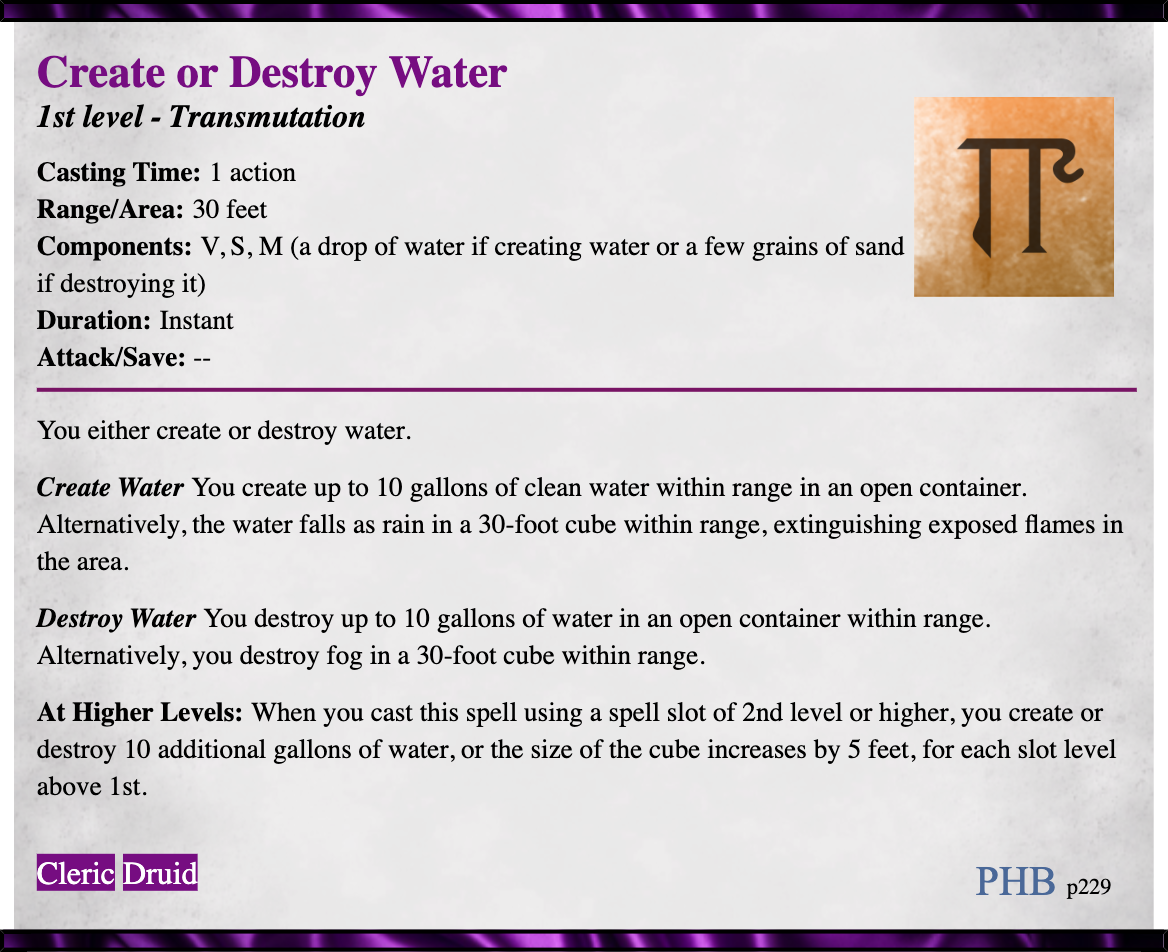 Create or Destroy Water
1st level - Transmutation
Casting Time: 1 action
Range/Area: 30 feet
Components: V, S, M (a drop of water if creating water or a few grains of sand
if destroying it)
Duration: Instant
Attack/Save: --
You either create or destroy water.
Create Water You create up to 10 gallons of clean water within range in an open container.
Alternatively, the water falls as rain in a 30-foot cube within range, extinguishing exposed flames in
the area.
Destroy Water You destroy up to 10 gallons of water in an open container within range.
Alternatively, you destroy fog in a 30-foot cube within range.
At Higher Levels: When you cast this spell using a spell slot of 2nd level or higher, you create or
destroy 10 additional gallons of water, or the size of the cube increases by 5 feet, for each slot level
above 1st.
Cleric Druid
PHB p229